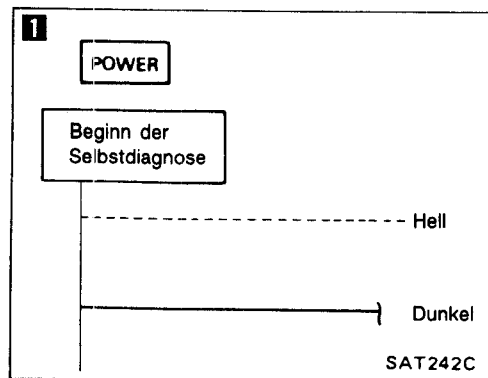 1
POWER
Beginn der
Selbstdiagnose
Hell
Dunkel
SAT242C